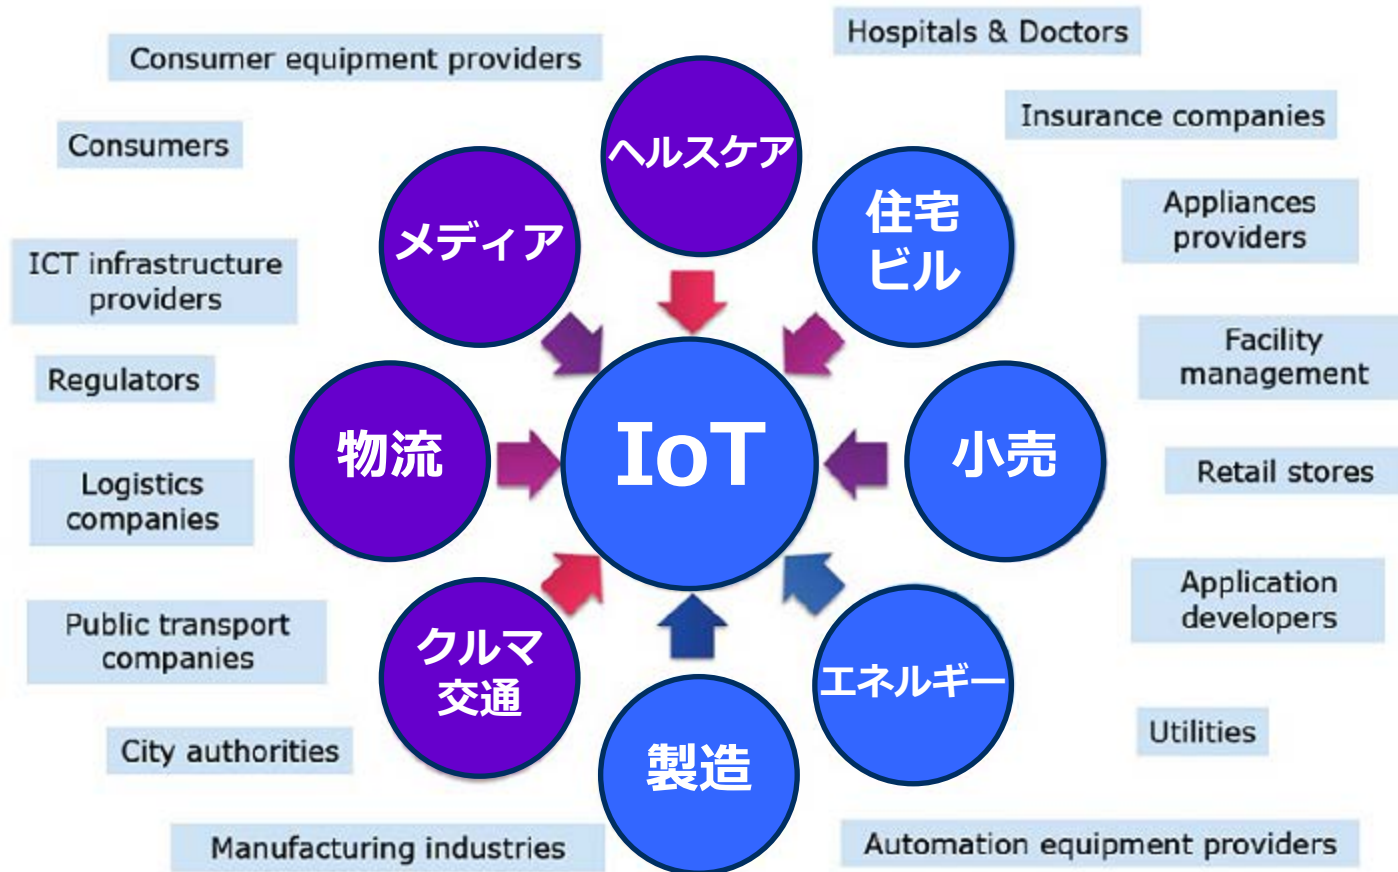 Hospitals & Doctors
Consumer equipment providers
Insurance companies
Consumers
ヘルスケア
メディア
住宅
ビル
Appliances
providers
ICT infrastructure
providers
Facility
management
Regulators
物流
IoT
小売
Retail stores
Logistics
companies
Application
developers
Public transport
companies
クルマ
交通
エネルギー
Utilities
City authorities
製造
Manufacturing industries
Automation equipment providers